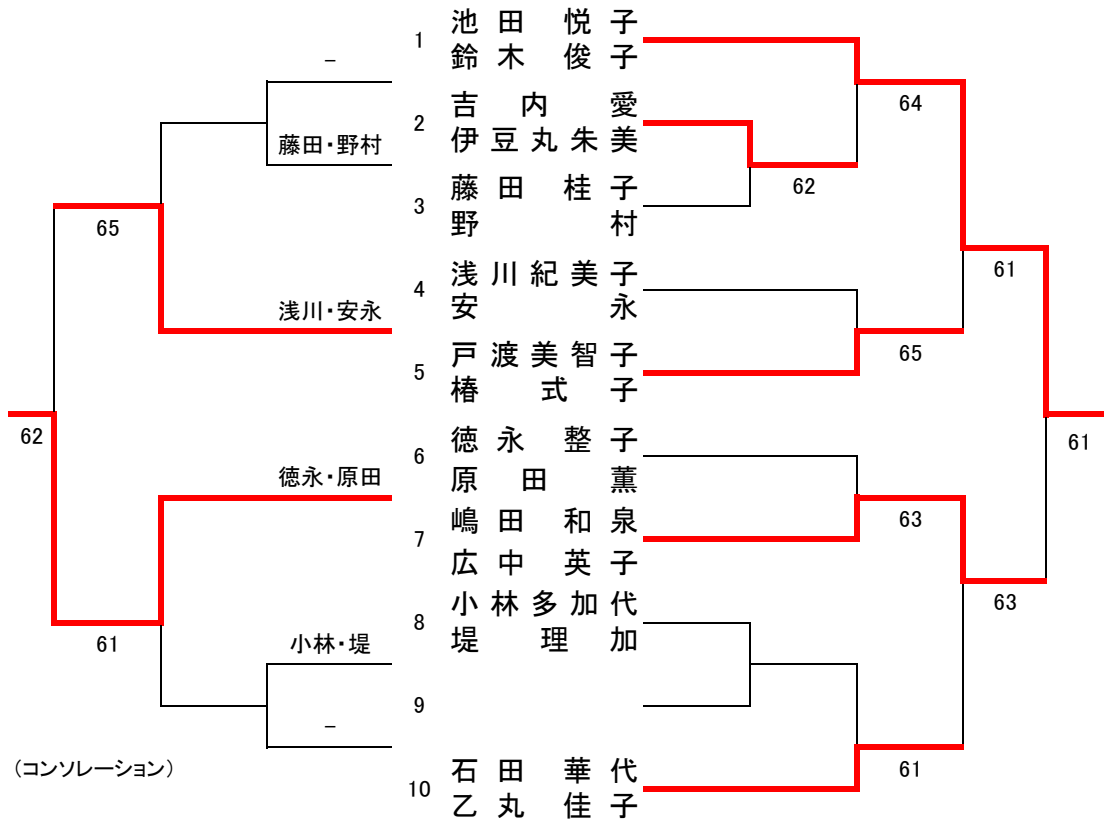 1
池田 悦子
鈴木 俊子
2
吉内 愛
伊豆丸朱美
3
藤田 桂子
野 村
4
浅川紀美子
安 永
5
戸渡美智子
椿 式 子
6
徳永 整子
原田 薫
7
嶋田 和泉
広中 英子
8
小林多加代
堤 理加
9
10
石田 華代
乙丸 佳子
64
62
61
65
61
63
63
61
−
藤田・野村
65
浅川・安永
62
徳永・原田
61
小林・堤
−
(コンソレーション)